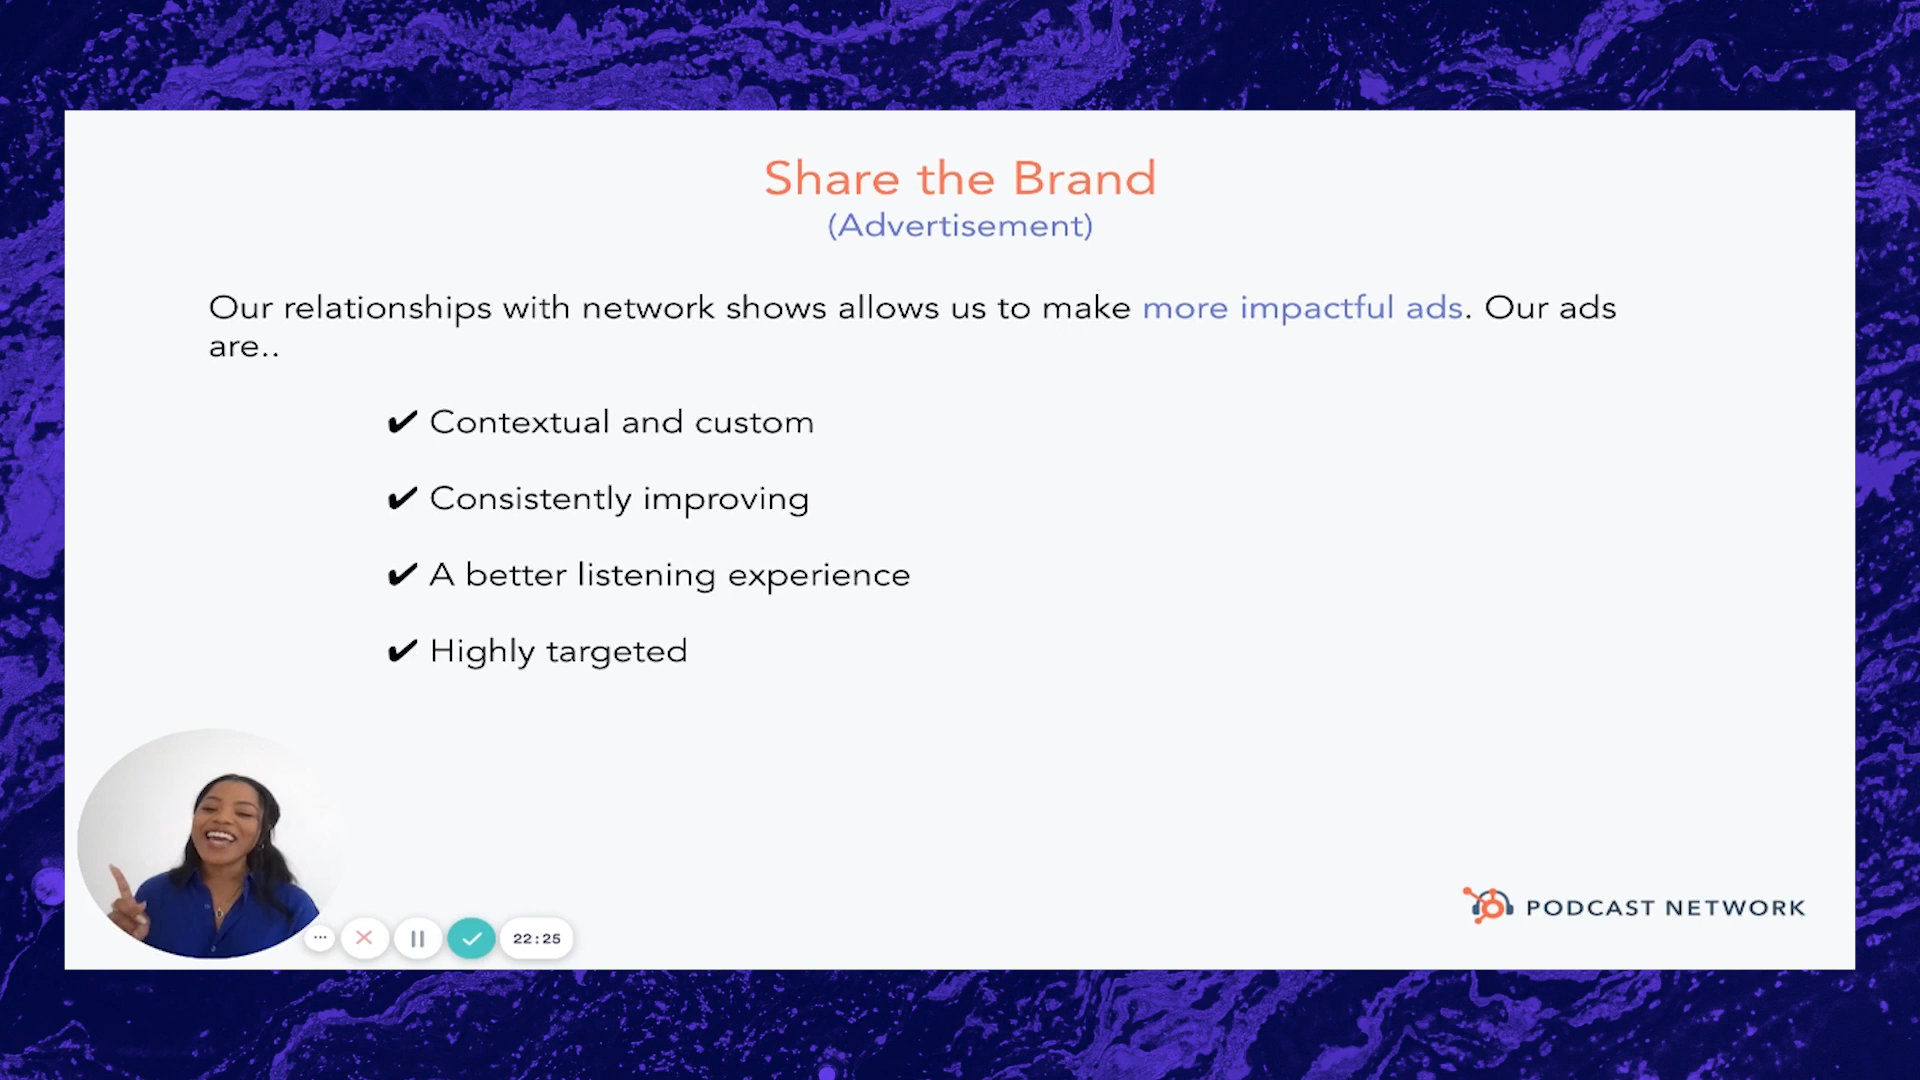 Share the Brand
(Advertisement)
Our relationships with network shows allows us to make more impactful ads. Our ads
are..
✔ Contextual and custom
✔ Consistently improving
✔ A better listening experience
✔ Highly targeted
PODCAST NETWORK
22:25